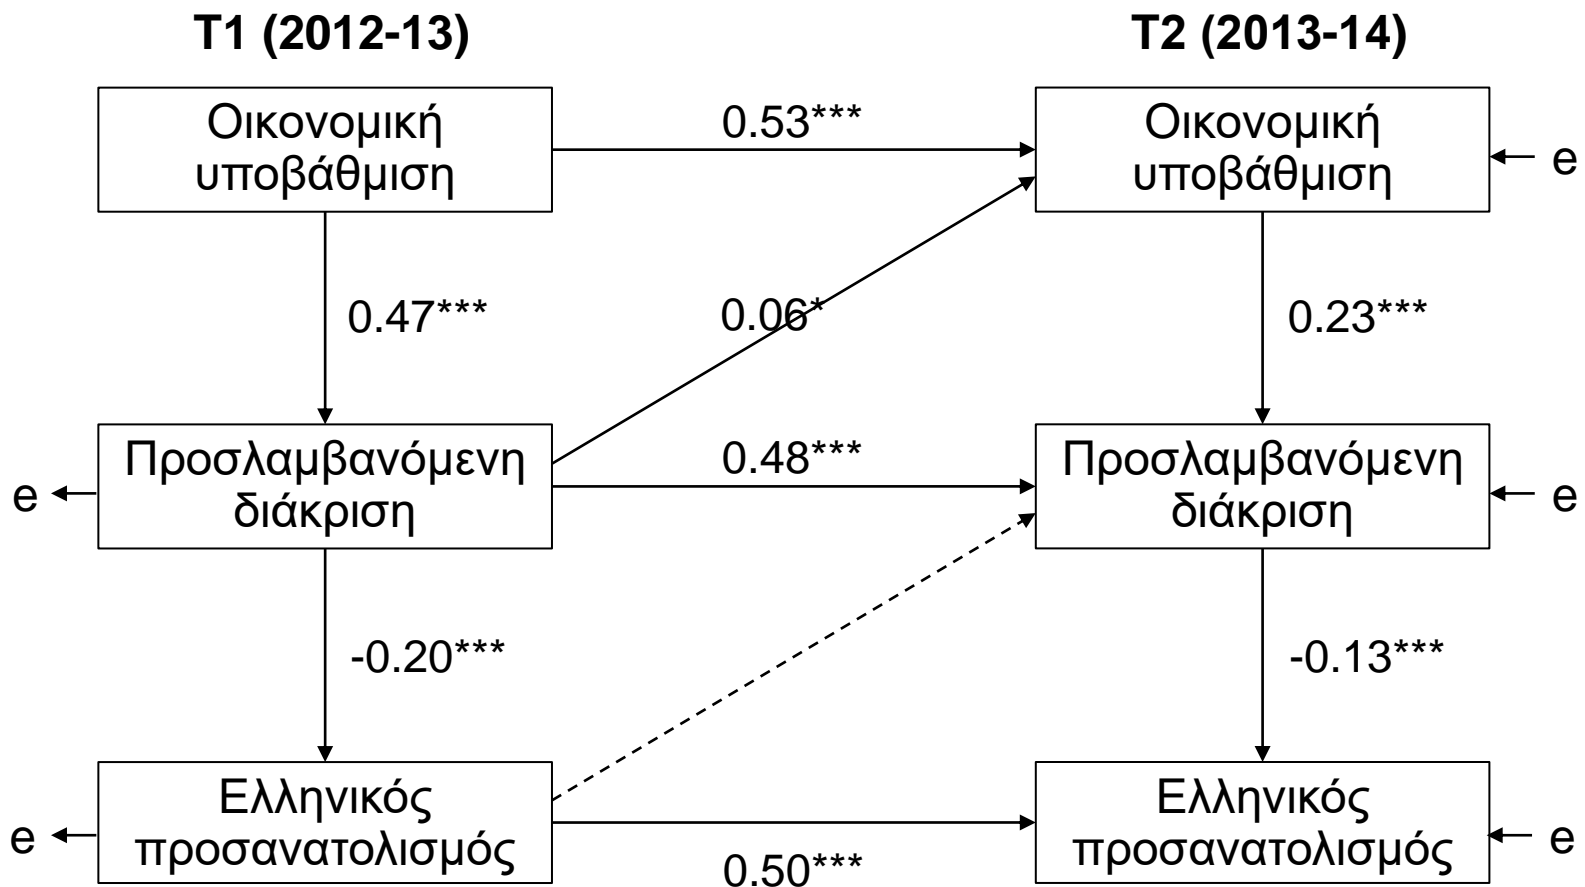 T1 (2012-13)
T2 (2013-14)
Οικονομική
υποβάθμιση
0.53***
Οικονομική
υποβάθμιση
e
0.47***
0.06*
0.23***
e
Προσλαμβανόμενη
διάκριση
0.48***
Προσλαμβανόμενη
διάκριση
e
-0.20***
-0.13***
e
Ελληνικός
προσανατολισμός
0.50***
Ελληνικός
προσανατολισμός
e